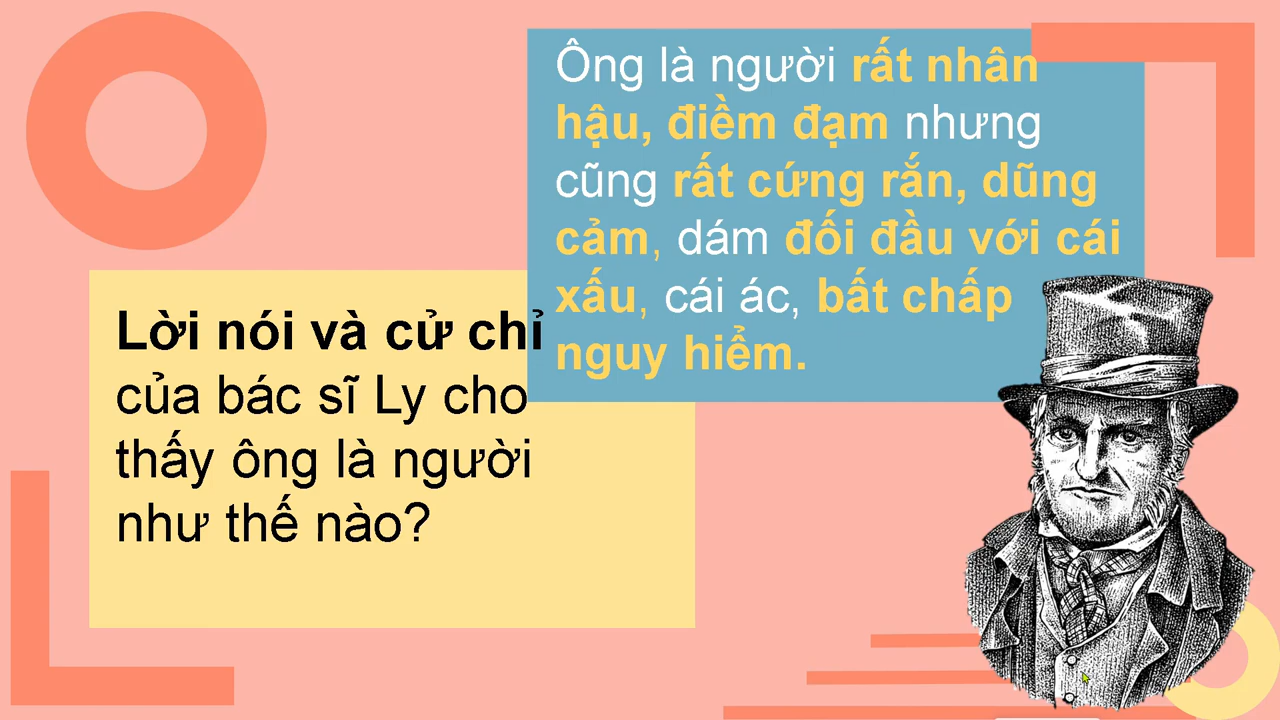 Ông là người rất nhân
hậu, điềm đạm nhưng
cũng rất cứng rắn, dũng
cảm, dám đối đầu với cái
xấu, cái ác, bất chấp
nguy hiểm.
Lời nói và cử chỉ
của bác sĩ Ly cho
thấy ông là người
như thế nào?